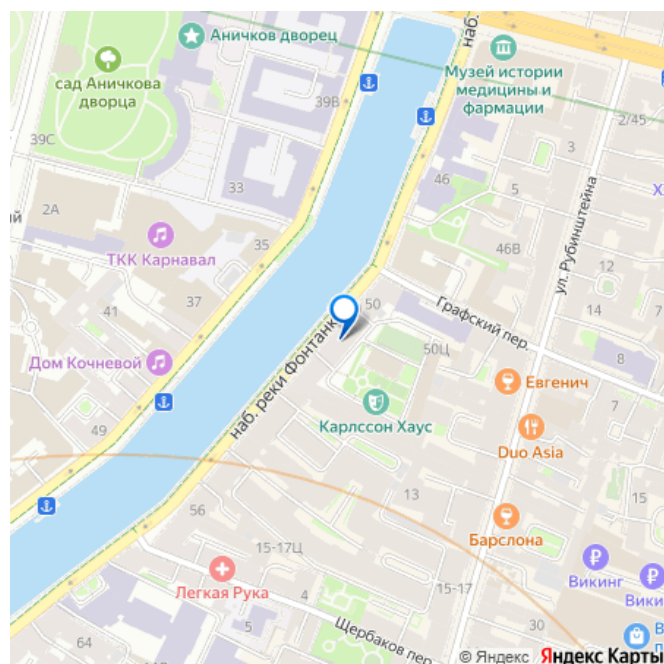 Аничков дворец
наб.
сад Аничкова
дворца
Музей истории
медицины и
фармации
39В
39С
2/45
3
33
46
5
2А
ул. Рубинштейна
ТКК Карнавал
35
46В
12
41
37
50
14
7
Графский пер.
наб. реки Фонтанк
50Ц
8
Дом Кочневой
Евгенич
49
Карлссон Хаус
Duo Asia
13
56
Барслона
15-17Ц
Викинг
Легкая Рука
15-17
64
30
Щербаков пер.
© Яндекс Яндекс Карты